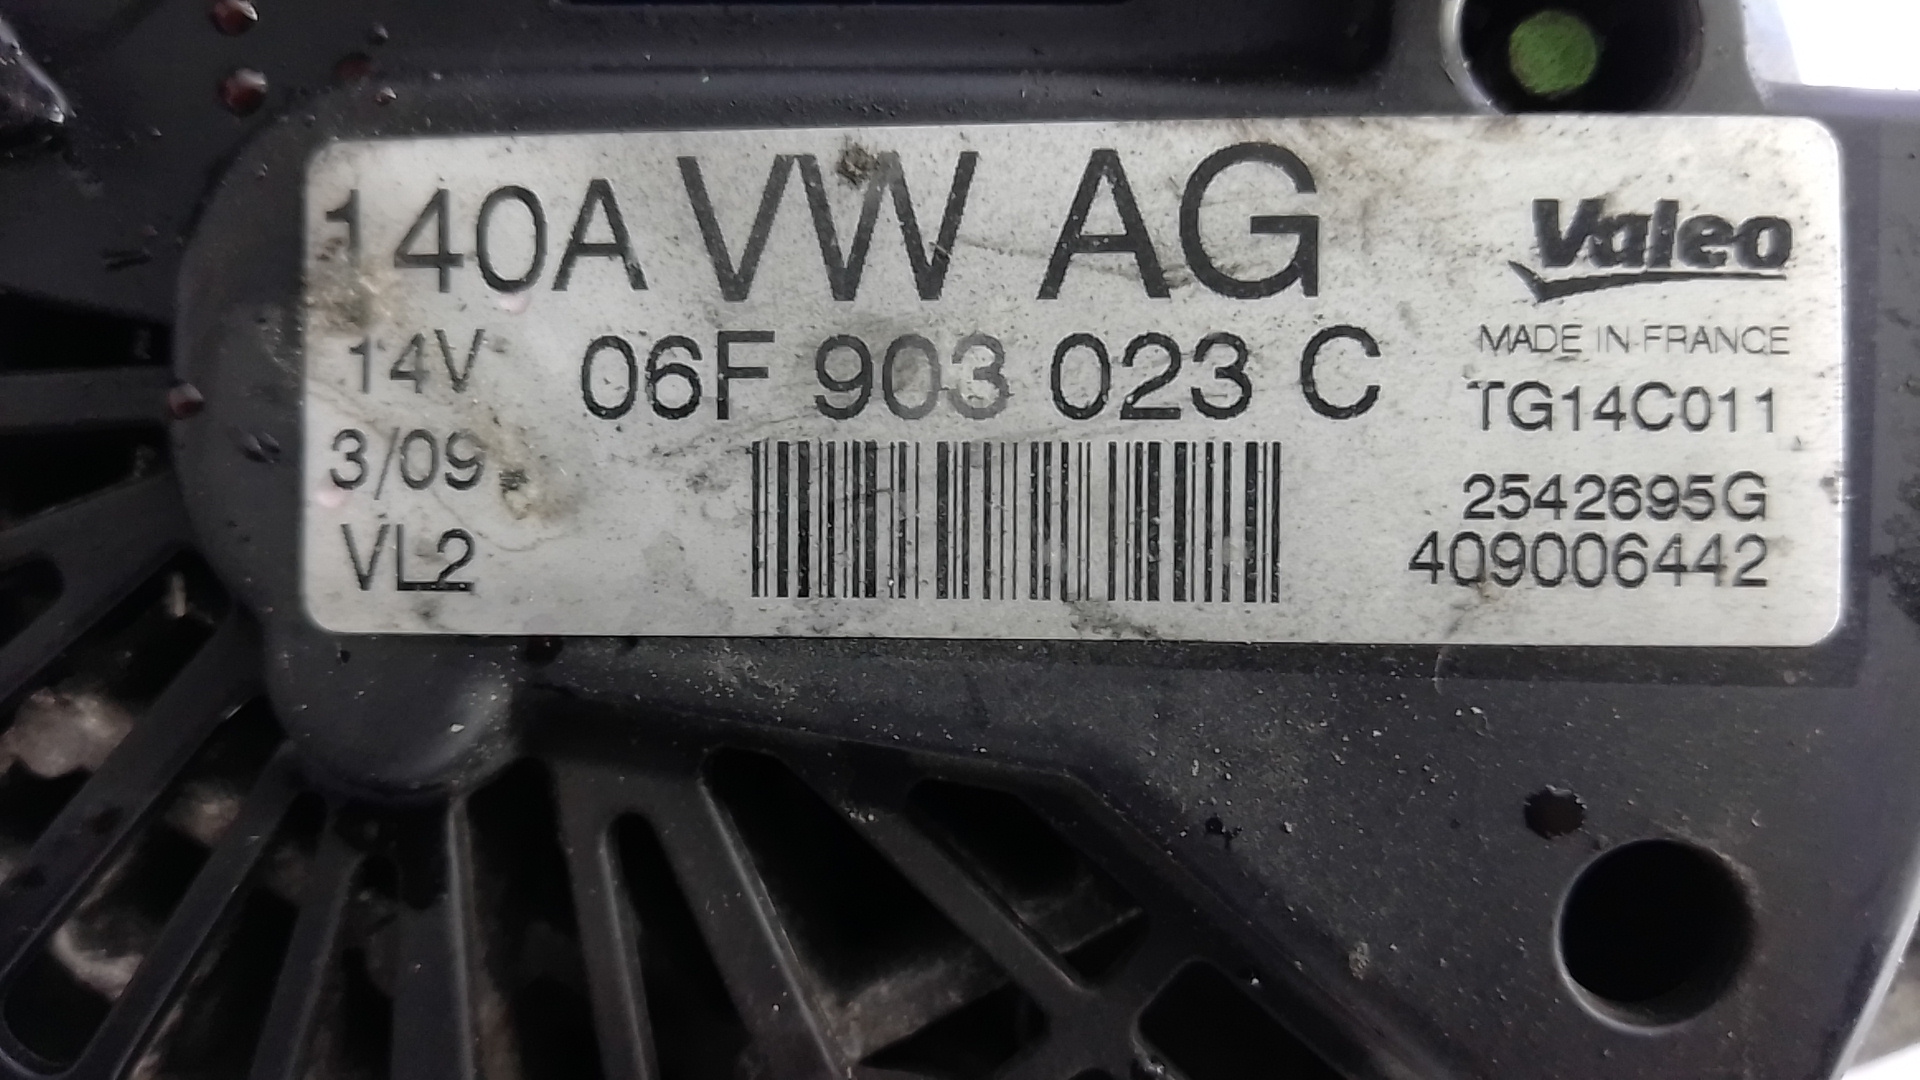 140A VW AG
Valeo
14V
06F 903 023 C
MADE IN FRANCE
TG14C011
3/09
2542695G
VL2
409006442